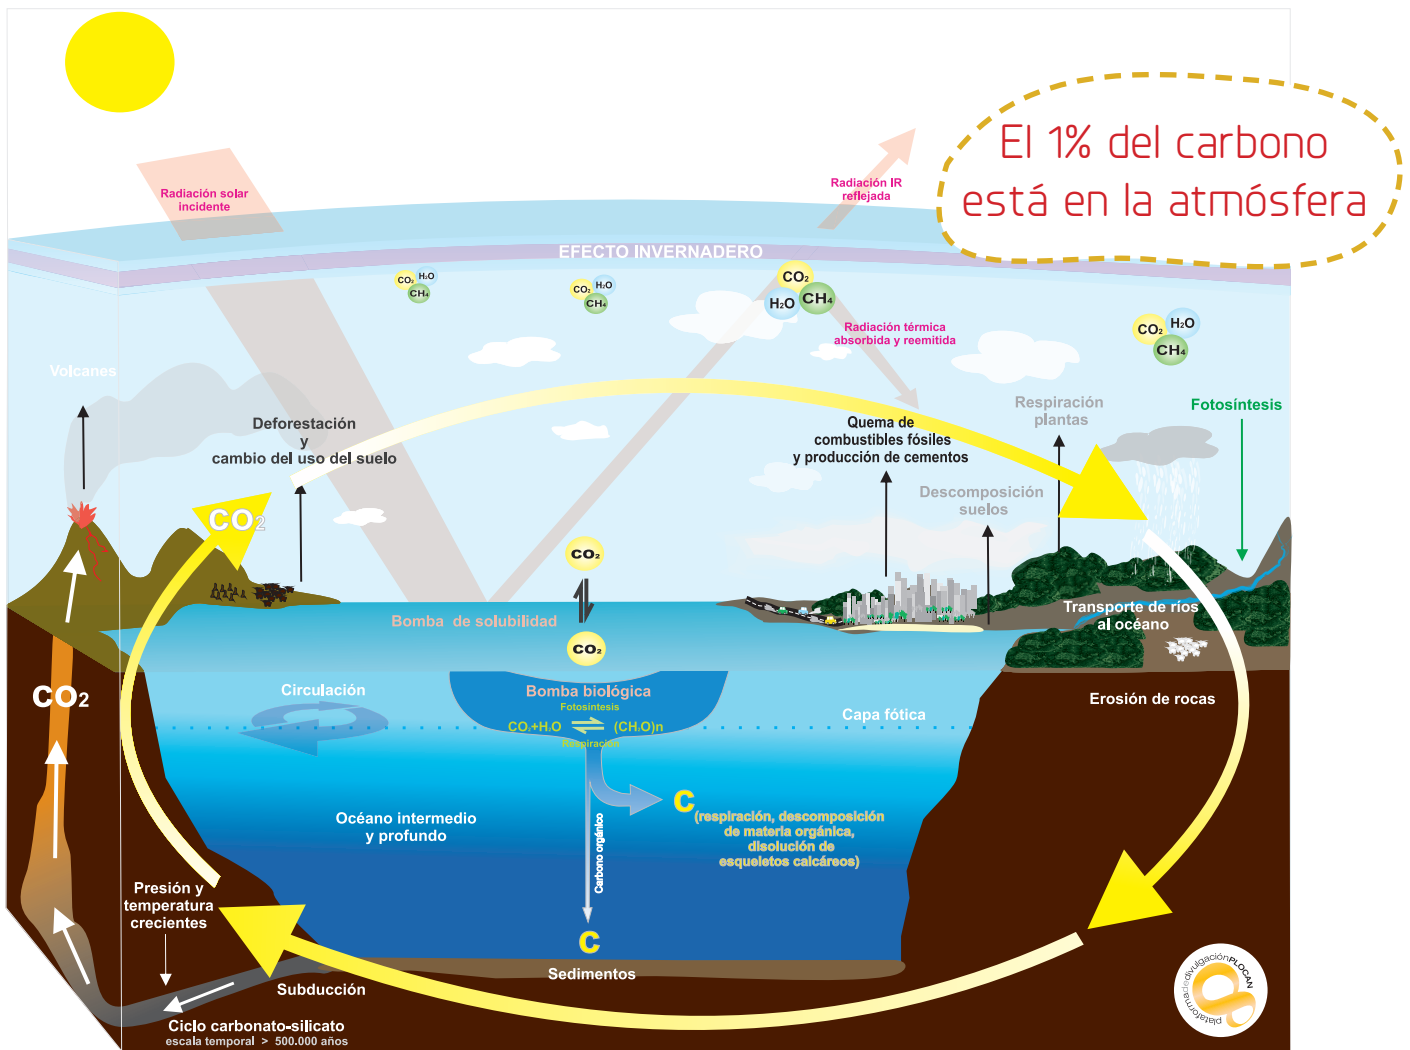 El 1% del carbono
está en la atmósfera
Radiación solar
incidente
Radiación IR
reflejada
EFECTO INVERNADERO
CO₂ H₂O
CH₄
CO₂ H₂O
CH₄
CO₂
H₂O CH₄
CO₂ H₂O
CH₄
Radiación térmica
absorbida y reemitida
Volcanes
Deforestación
y
cambio del uso del suelo
Quema de
combustibles fósiles
y producción de cementos
Respiración
plantas
Fotosíntesis
Descomposición
suelos
CO₂
CO₂
Bomba de solubilidad
CO₂
Transporte de ríos
al océano
CO₂
Circulación
Bomba biológica
Fotosíntesis
CO₂+H₂O (CH₂O)n
Respiración
Capa fótica
Erosión de rocas
Océano intermedio
y profundo
Carbono orgánico
C
(respiración, descomposición
de materia orgánica,
disolución de
esqueletos calcáreos)
Presión y
temperatura
crecientes
C
Sedimentos
Subducción
Ciclo carbonato-silicato
escala temporal > 500.000 años
plataformadedivulgaciónPLOCAN